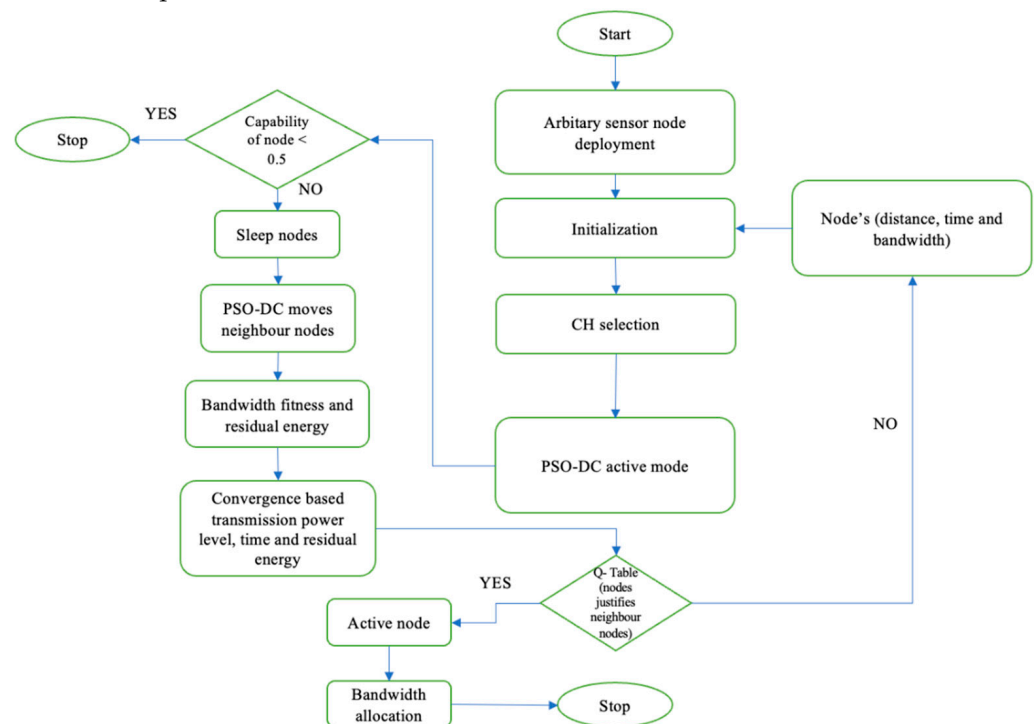 Start
Arbitary sensor node
deployment
Initialization
CH selection
PSO-DC active mode
Capability
of node <
0.5
YES
Stop
NO
Sleep nodes
PSO-DC moves
neighbour nodes
Bandwidth fitness and
residual energy
Convergence based
transmission power
level, time and residual
energy
Q- Table
(nodes
justifies
neighbour
nodes)
NO
Node's (distance, time and
bandwidth)
YES
Active node
Bandwidth
allocation
Stop